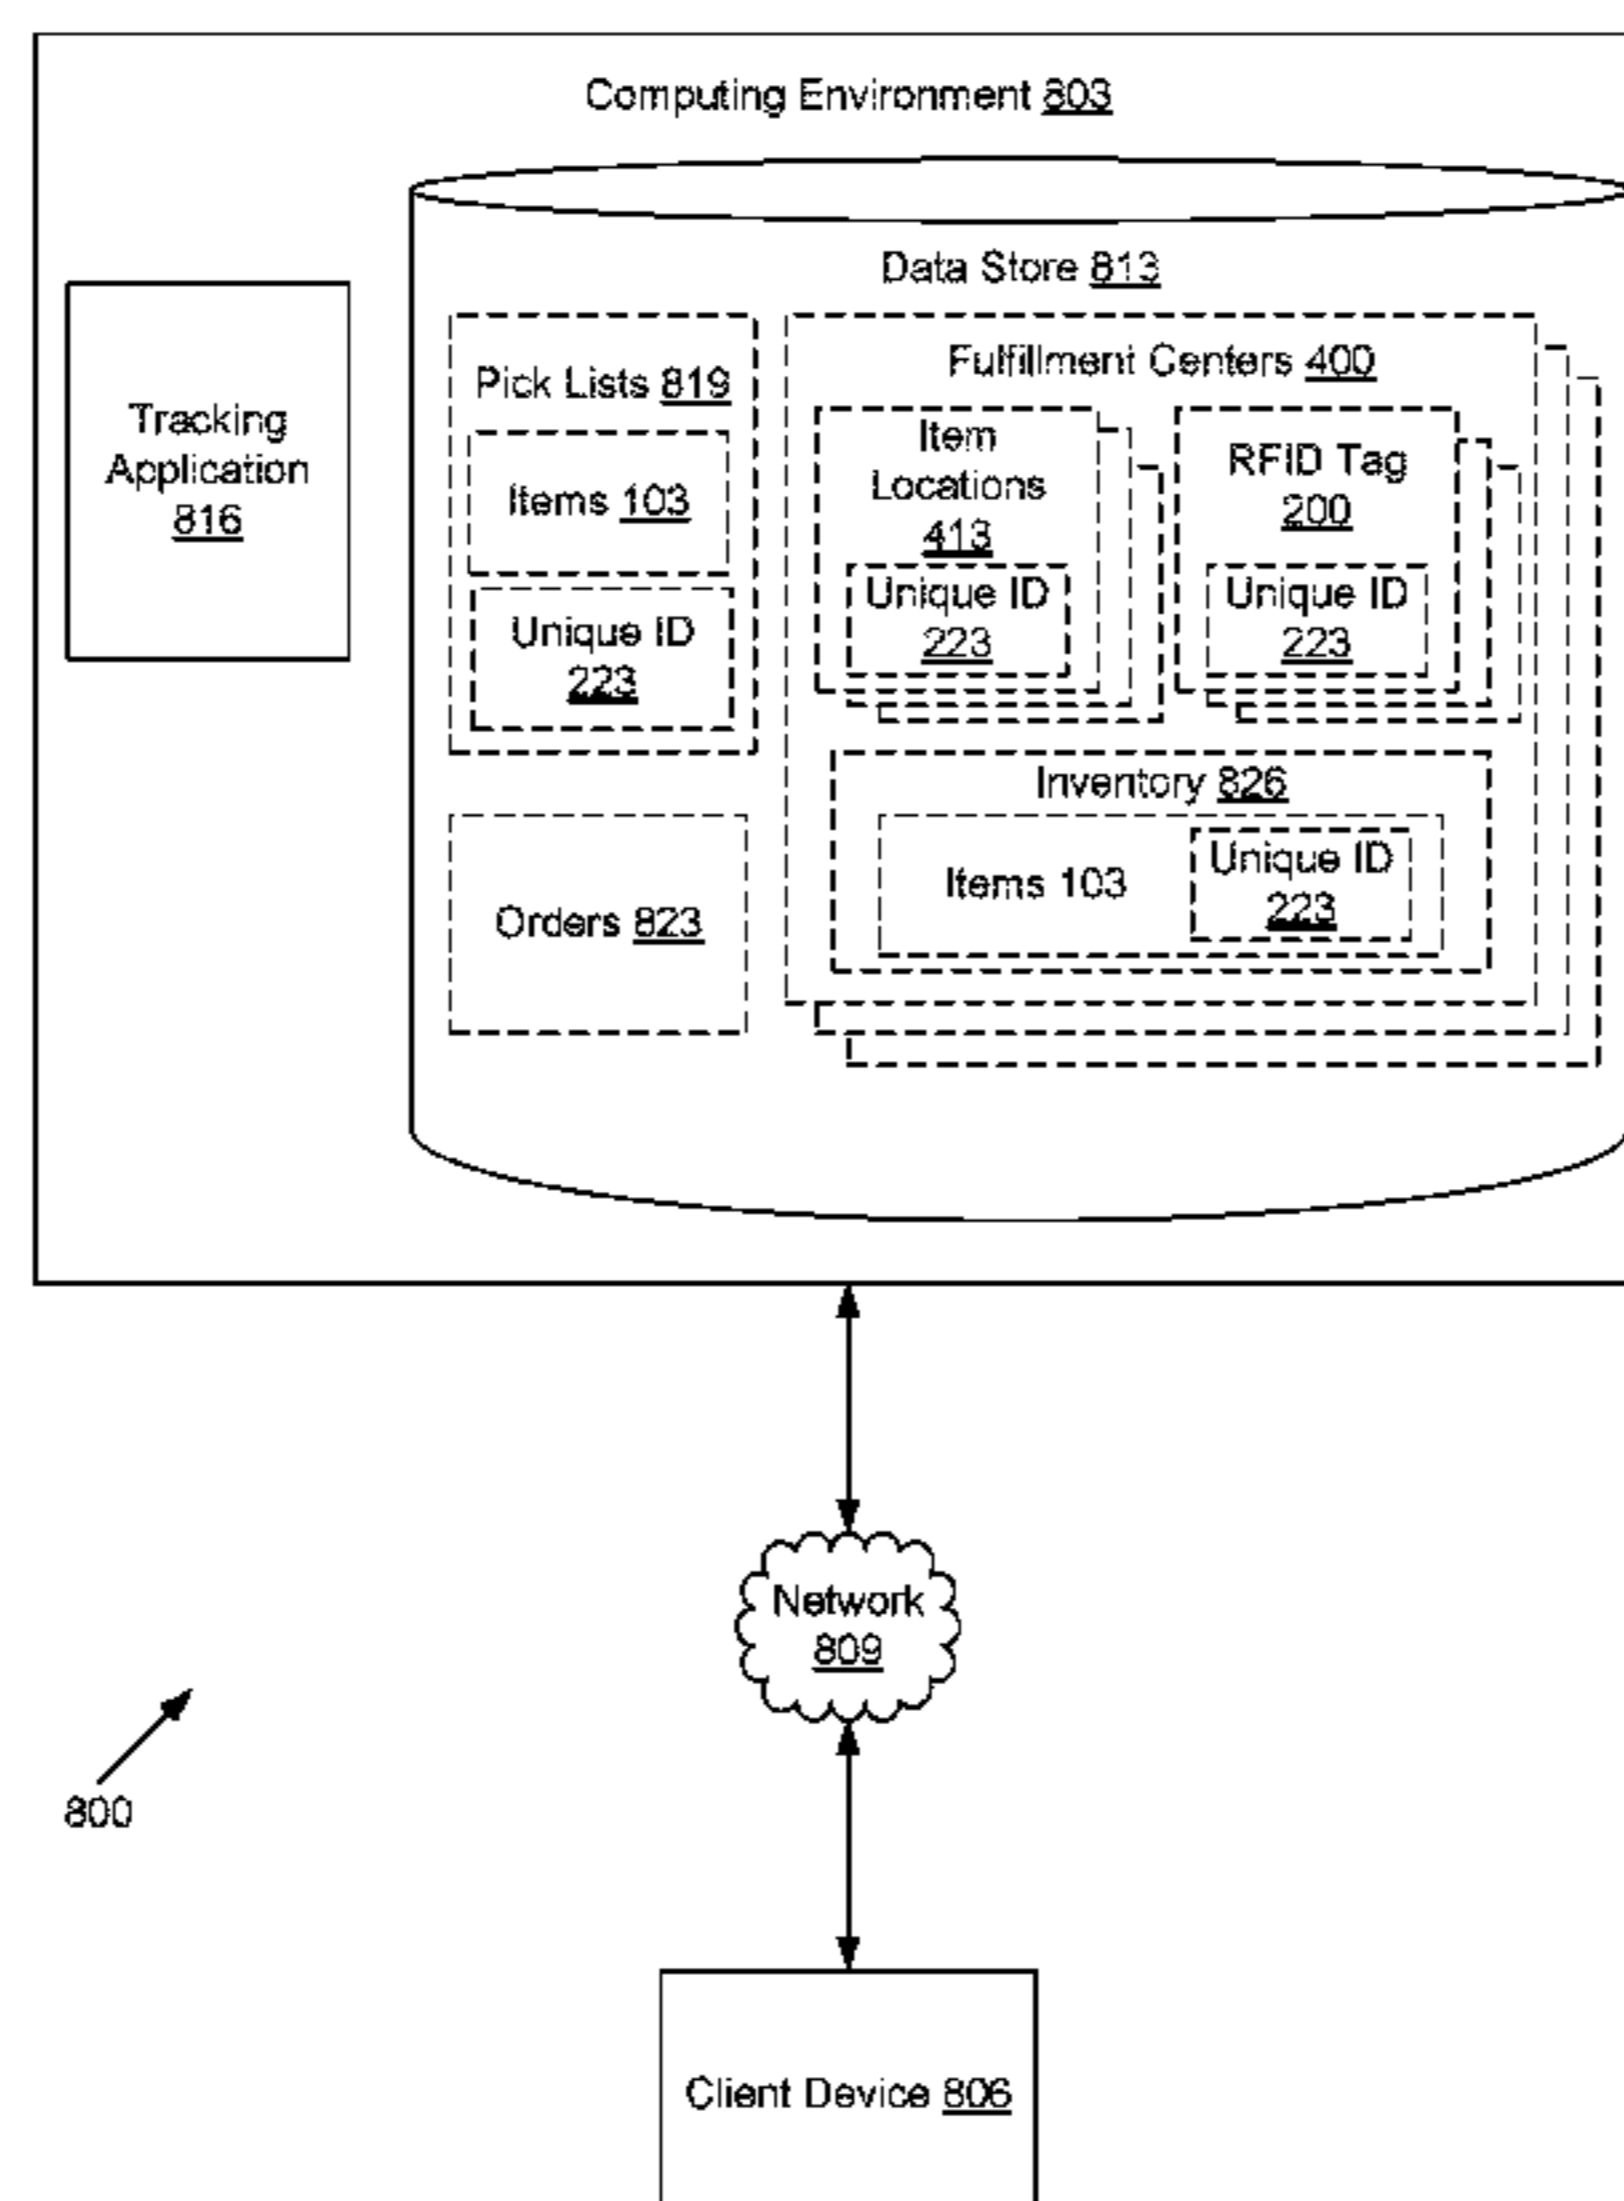 Computing Environment 803
Data Store 813
Tracking
Application
816
Pick Lists 819
Items 103
Unique ID
223
Orders 823
Fulfillment Centers 400
Item
Locations
413
Unique ID
223
RFID Tag
200
Unique ID
223
Inventory 826
Items 103
Unique ID
223
Network
809
800
Client Device 806